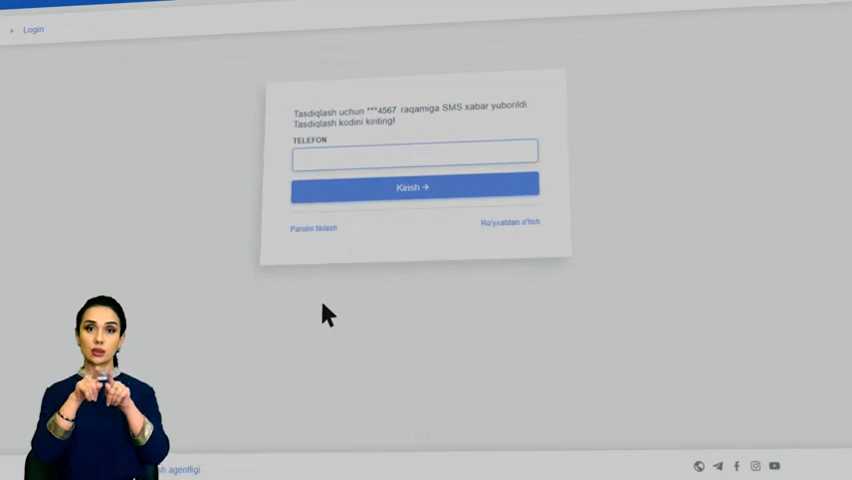 Login
Tasdiqlash uchun ***4567 raqamiga SMS xabar yuborildi
Tasdiqlash kodini kiriting!
TELEFON
Kirish →
Parolni tiklash
Ro'yxatdan o'tish
agentligi